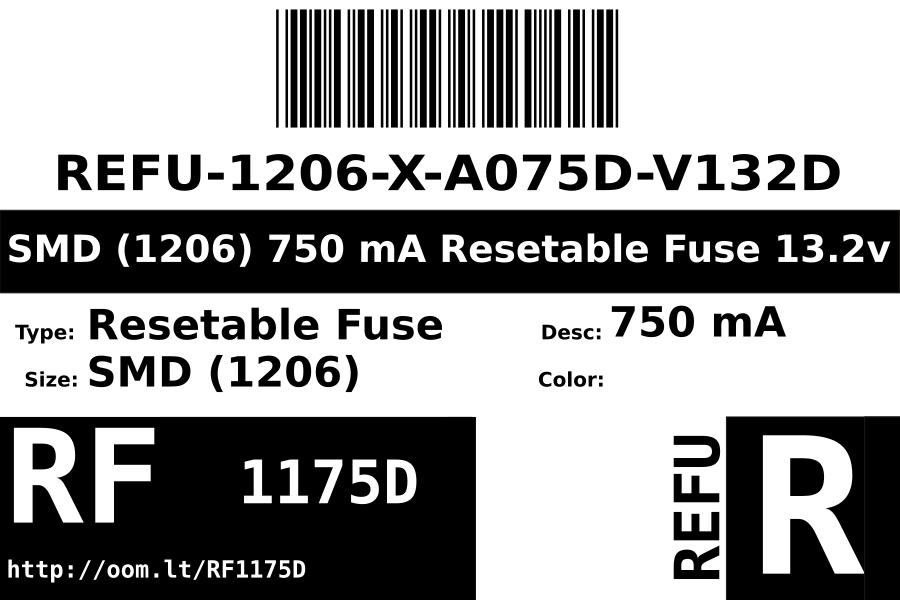 REFU-1206-X-A075D-V132D
SMD (1206) 750 mA Resetable Fuse 13.2v
Type: Resetable Fuse
Desc: 750 mA
Size: SMD (1206)
Color:
RF 1175D
http://oom.lt/RF1175D
REFU
R